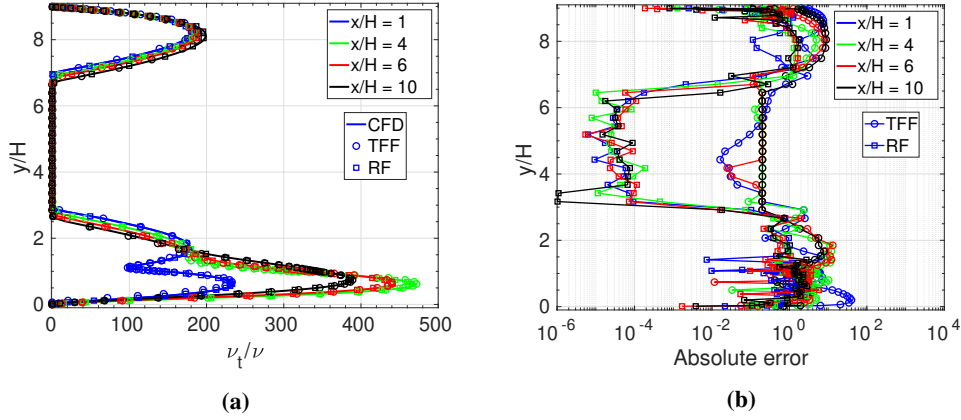 (a)
y/H
8
6
4
2
0
0 100 200 300 400 500
ν_t/ν
x/H = 1
x/H = 4
x/H = 6
x/H = 10
CFD
TFF
RF
(a)
(b)
y/H
8
6
4
2
0
10^-6 10^-4 10^-2 10^0 10^2 10^4
Absolute error
x/H = 1
x/H = 4
x/H = 6
x/H = 10
TFF
RF
(b)